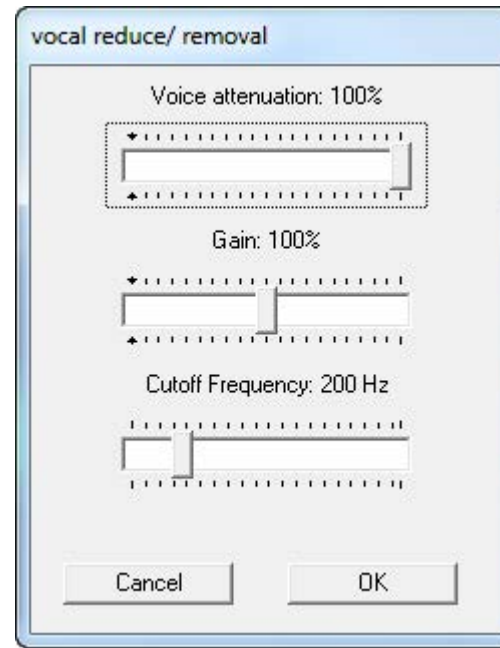 vocal reduce/ removal
Voice attenuation: 100%
Gain: 100%
Cutoff Frequency: 200 Hz
Cancel
OK